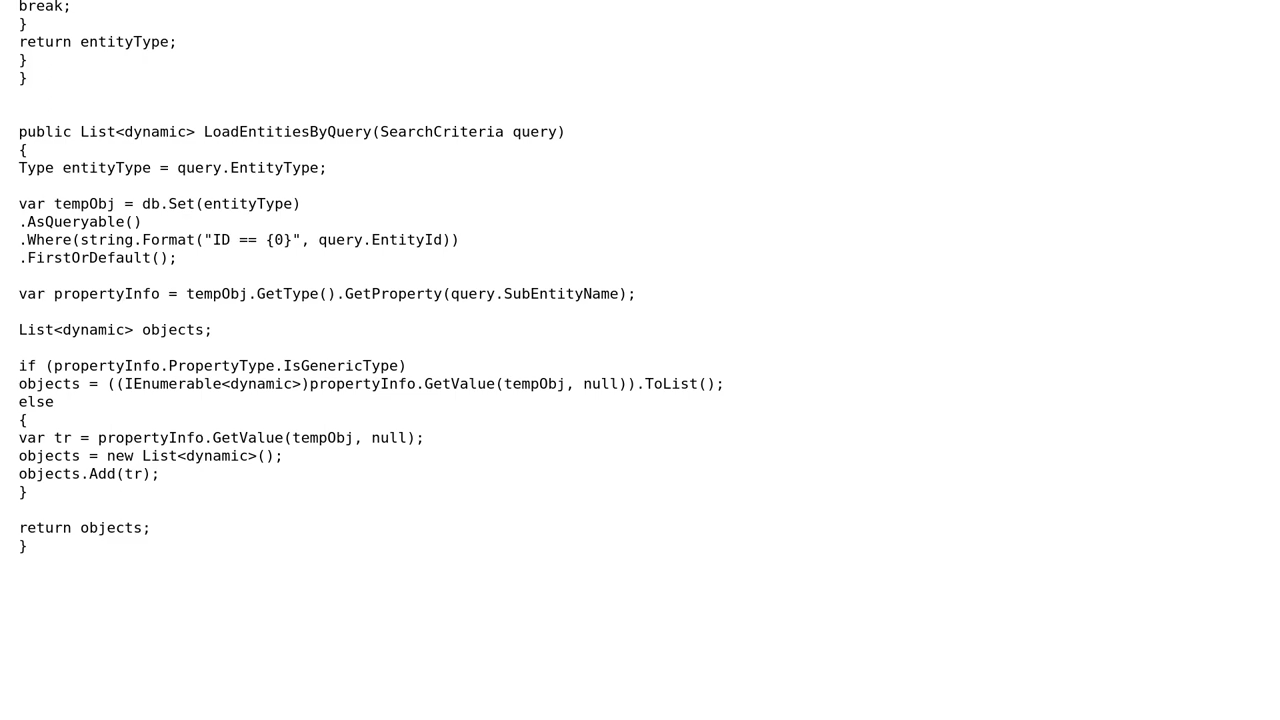 break;
}
return entityType;
}
}
public List<dynamic> LoadEntitiesByQuery(SearchCriteria query)
{
Type entityType = query.EntityType;
var tempObj = db.Set(entityType)
.AsQueryable()
.Where(string.Format("ID == {0}", query.EntityId))
.FirstOrDefault();
var propertyInfo = tempObj.GetType().GetProperty(query.SubEntityName);
List<dynamic> objects;
if (propertyInfo.PropertyType.IsGenericType)
objects = ((IEnumerable<dynamic>)propertyInfo.GetValue(tempObj, null)).ToList();
else
{
var tr = propertyInfo.GetValue(tempObj, null);
objects = new List<dynamic>();
objects.Add(tr);
}
return objects;
}